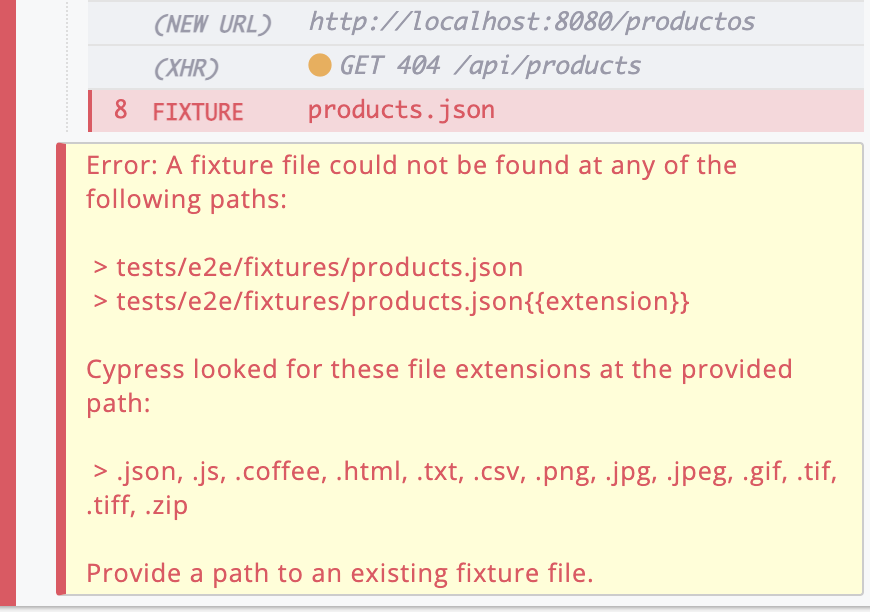 (NEW URL) http://localhost:8080/productos
(XHR) GET 404 /api/products
8 FIXTURE products.json
Error: A fixture file could not be found at any of the
following paths:
> tests/e2e/fixtures/products.json
> tests/e2e/fixtures/products.json{{extension}}
Cypress looked for these file extensions at the provided
path:
> .json, .js, .coffee, .html, .txt, .csv, .png, .jpg, .jpeg, .gif, .tif,
.tiff, .zip
Provide a path to an existing fixture file.